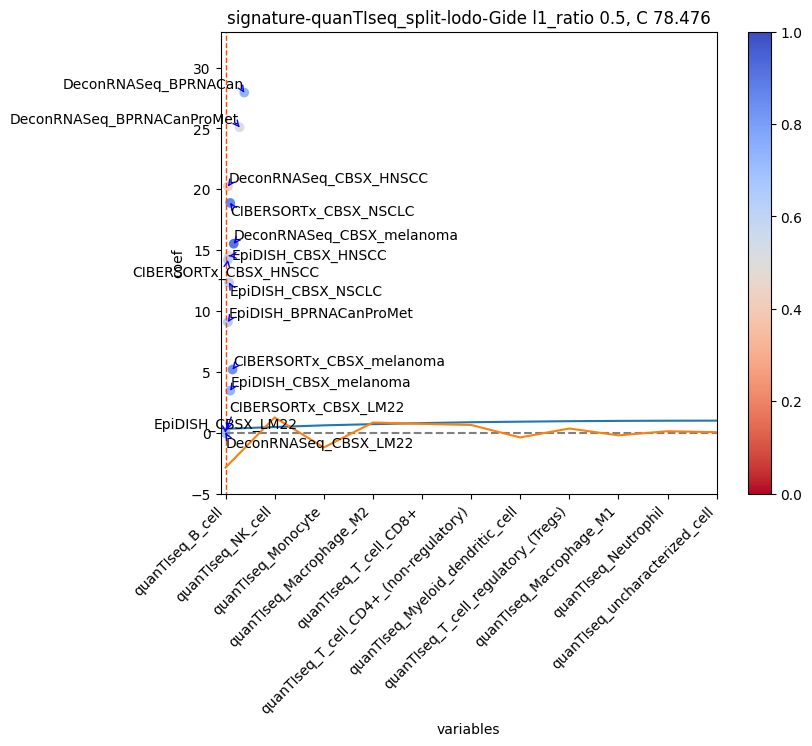 signature-quanTIseq_split-lodo-Gide l1_ratio 0.5, C 78.476
30
25
20
15
10
5
0
−5
coef
DeconRNASeq_BPRNACan
DeconRNASeq_BPRNACanProMet
DeconRNASeq_CBSX_HNSCC
CIBERSORTx_CBSX_NSCLC
DeconRNASeq_CBSX_melanoma
EpiDISH_CBSX_HNSCC
CIBERSORTx_CBSX_HNSCC
EpiDISH_CBSX_NSCLC
EpiDISH_BPRNACanProMet
CIBERSORTx_CBSX_melanoma
EpiDISH_CBSX_melanoma
CIBERSORTx_CBSX_LM22
EpiDISH_CBSX_LM22
DeconRNASeq_CBSX_LM22
quanTIseq_B_cell
quanTIseq_NK_cell
quanTIseq_Monocyte
quanTIseq_Macrophage_M2
quanTIseq_T_cell_CD8+
quanTIseq_T_cell_CD4+_(non-regulatory)
quanTIseq_Myeloid_dendritic_cell
quanTIseq_T_cell_regulatory_(Tregs)
quanTIseq_Macrophage_M1
quanTIseq_Neutrophil
quanTIseq_uncharacterized_cell
variables
1.0
0.8
0.6
0.4
0.2
0.0